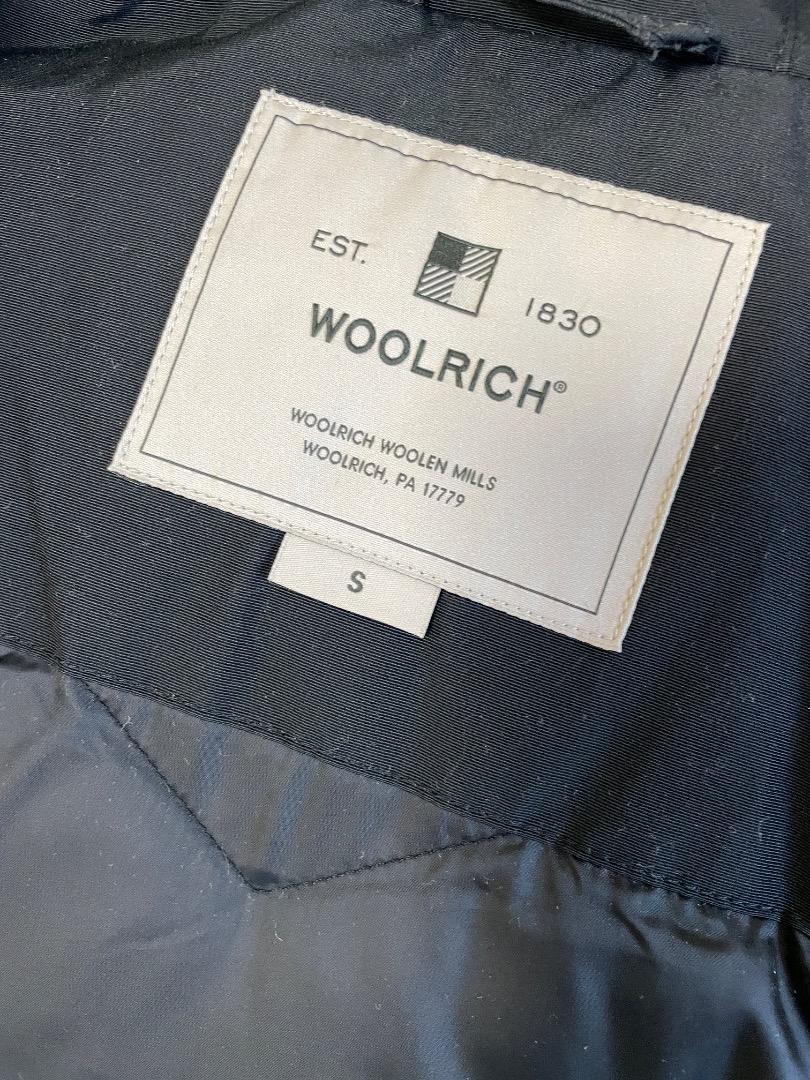 EST. 1830
WOOLRICH®
WOOLRICH WOOLEN MILLS
WOOLRICH, PA 17779
S